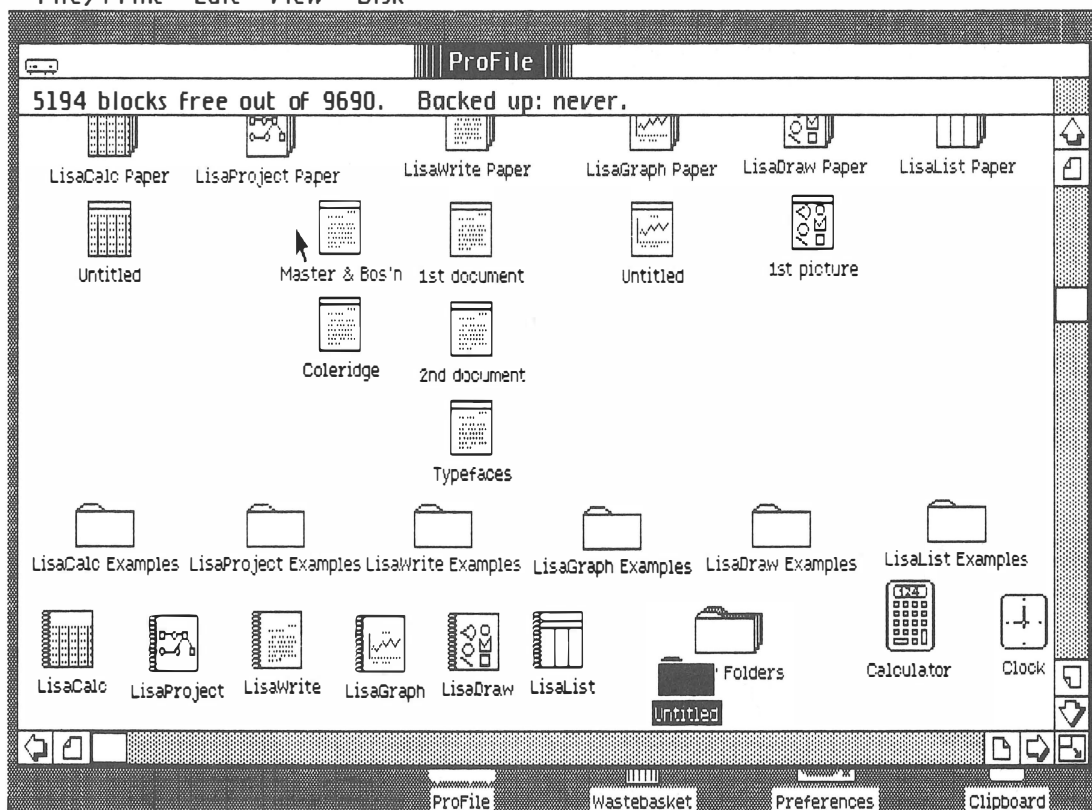 File/Print Edit View Disk
ProFile
5194 blocks free out of 9690. Backed up: never.
LisaCalc Paper LisaProject Paper LisaWrite Paper LisaGraph Paper LisaDraw Paper LisaList Paper
Untitled Master & Bos'n 1st document Untitled 1st picture
Coleridge 2nd document
Typefaces
LisaCalc Examples LisaProject Examples LisaWrite Examples LisaGraph Examples LisaDraw Examples LisaList Examples
124
LisaCalc LisaProject LisaWrite LisaGraph LisaDraw LisaList Folders Calculator Clock
Untitled
ProFile Wastebasket Preferences Clipboard